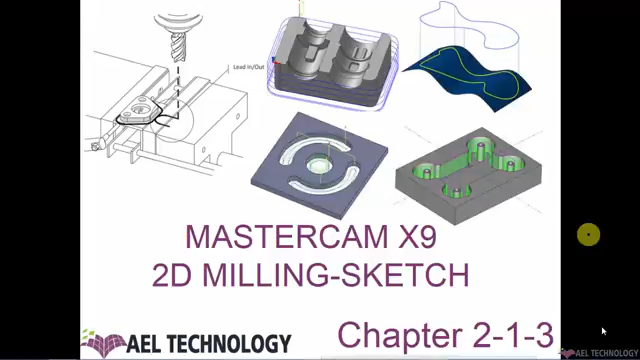 Lead in/Out
MASTERCAM X9
2D MILLING-SKETCH
AEL TECHNOLOGY
Chapter 2-1-3
AEL TECHNOLOGY